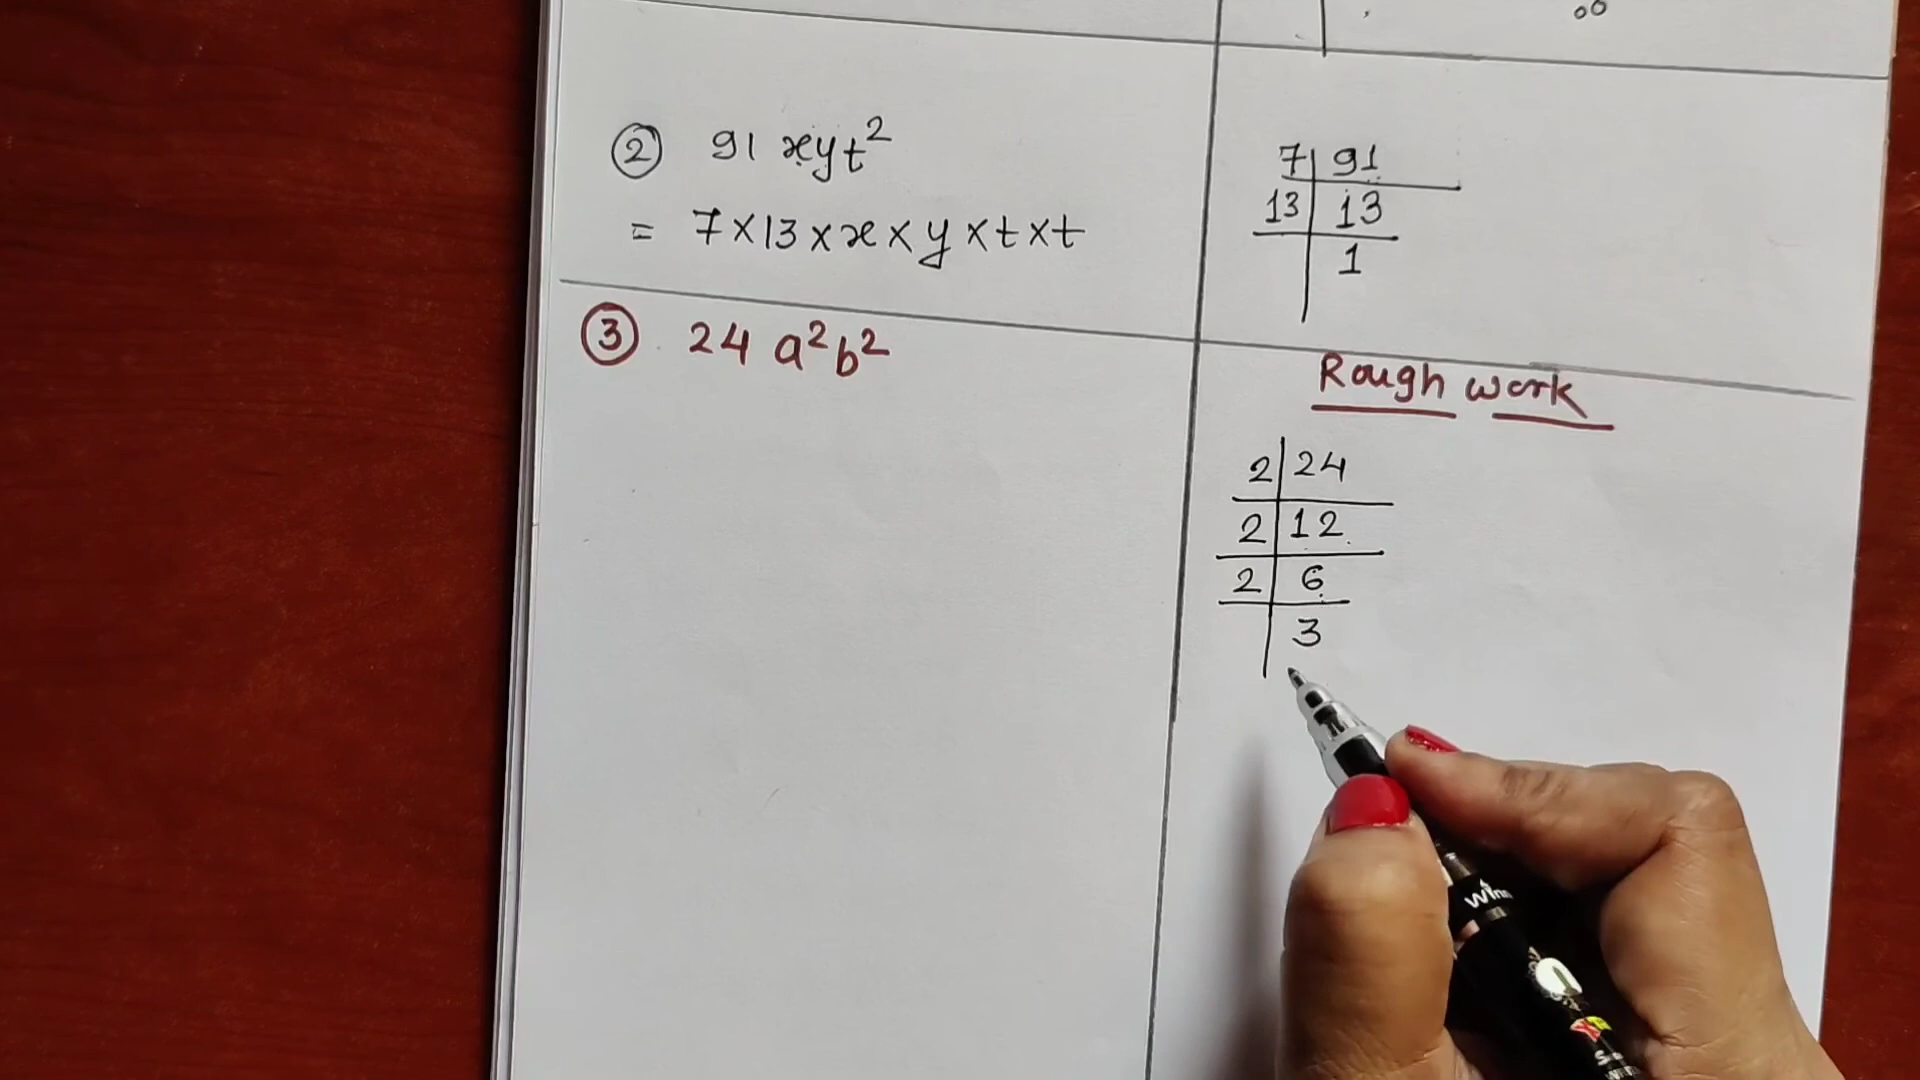 ② 91 xyt²
= 7×13×x×y×t×t
7 | 91
13 | 13
1
③ 24 a²b²
Rough work
2 | 24
2 | 12
2 | 6
3